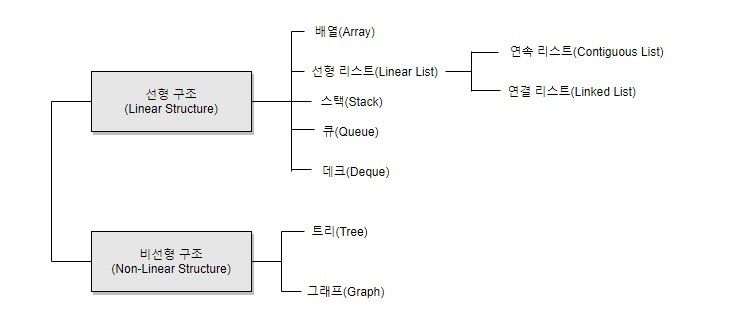 선형 구조
(Linear Structure)
배열(Array)
선형 리스트(Linear List)
연속 리스트(Contiguous List)
연결 리스트(Linked List)
스택(Stack)
큐(Queue)
데크(Deque)
비선형 구조
(Non-Linear Structure)
트리(Tree)
그래프(Graph)